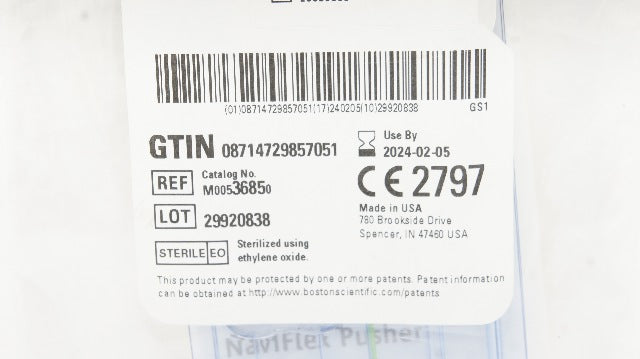 (01)08714729857051(17)240205(10)29920838 GS1
GTIN 08714729857051
Use By
2024-02-05
REF Catalog No.
M00536850
CE 2797
LOT 29920838
Made in USA
780 Brookside Drive
Spencer, IN 47460 USA
STERILE EO Sterilized using
ethylene oxide.
This product may be protected by one or more patents. Patent information
can be obtained at http://www.bostonscientific.com/patents
NaviFlex Pusher